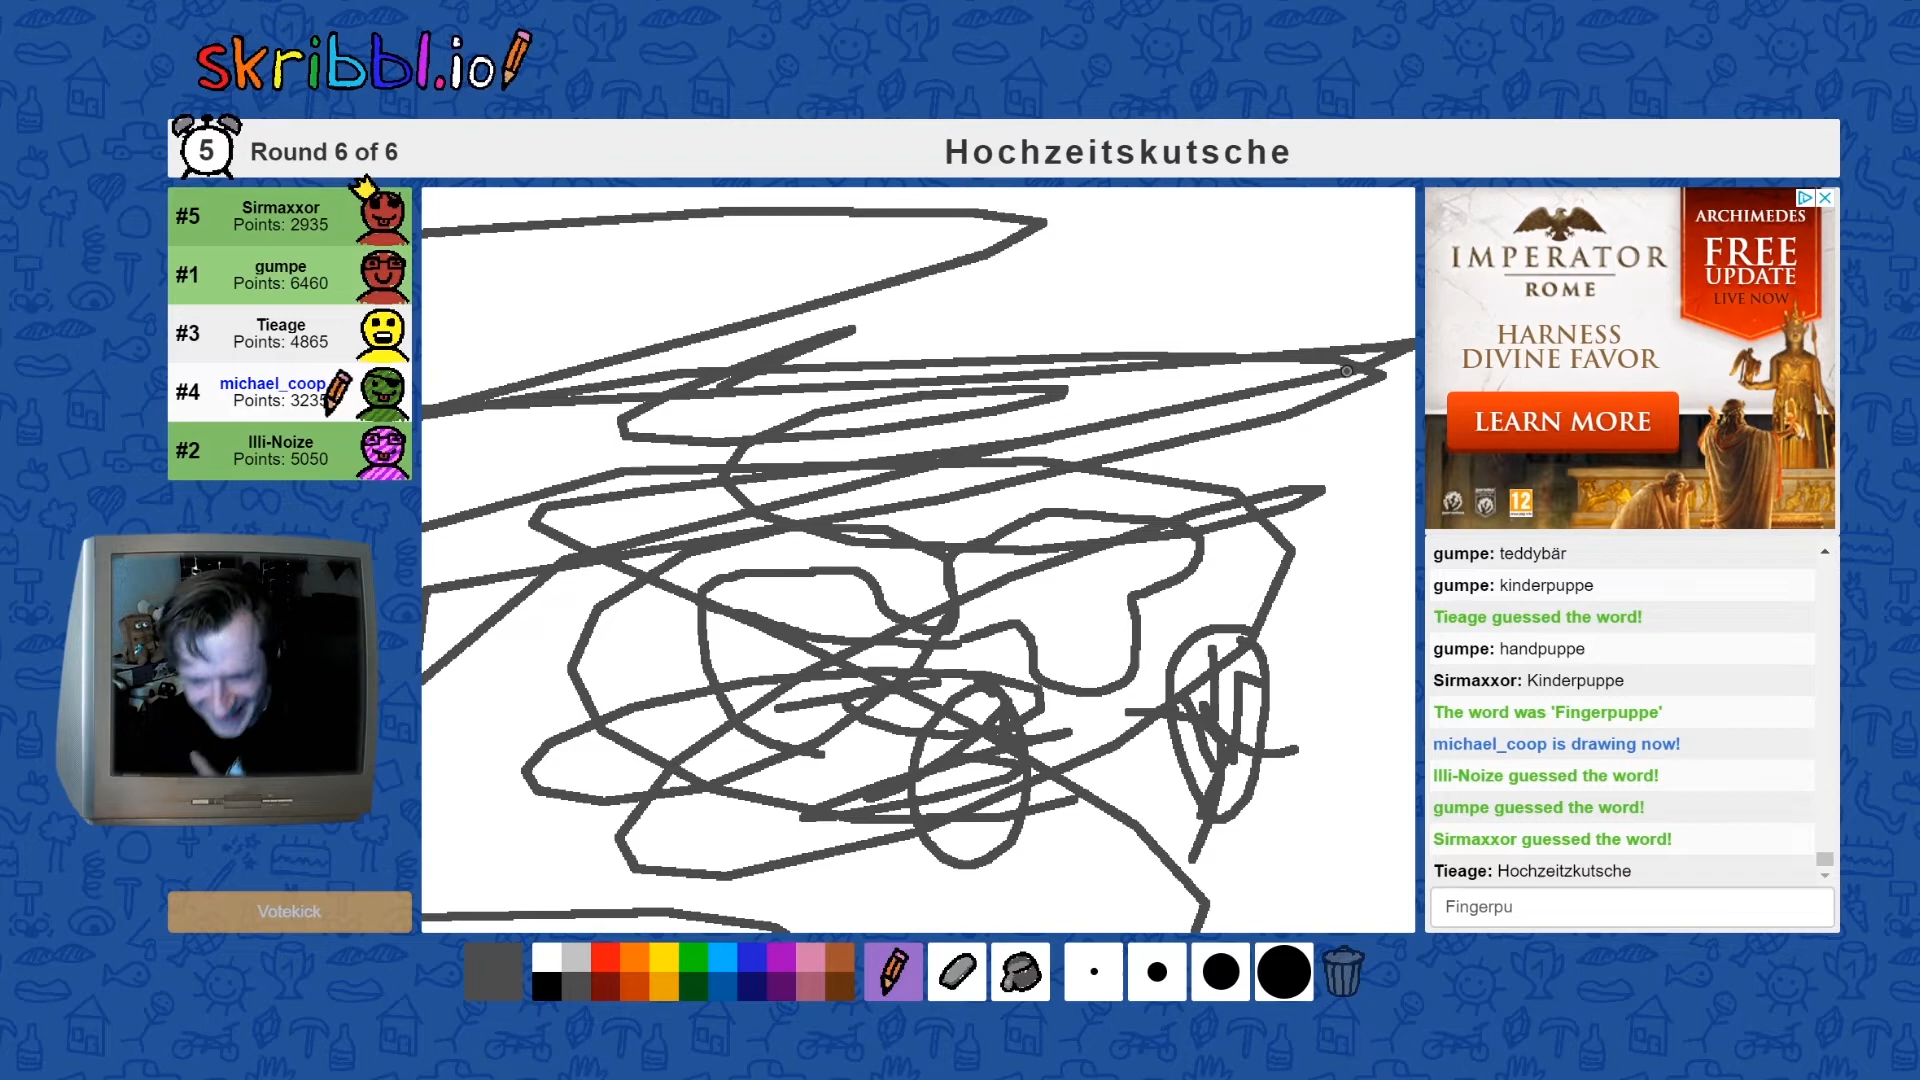 skribbl.io
5
Round 6 of 6
Hochzeitskutsche
#5
Sirmaxxor
Points: 2935
#1
gumpe
Points: 6460
#3
Tieage
Points: 4865
#4
michael_coop
Points: 3235
#2
Illi-Noize
Points: 5050
Votekick
IMPERATOR
ROME
HARNESS
DIVINE FAVOR
LEARN MORE
ARCHIMEDES
FREE
UPDATE
LIVE NOW
12
gumpe: teddybär
gumpe: kinderpuppe
Tieage guessed the word!
gumpe: handpuppe
Sirmaxxor: Kinderpuppe
The word was 'Fingerpuppe'
michael_coop is drawing now!
Illi-Noize guessed the word!
gumpe guessed the word!
Sirmaxxor guessed the word!
Tieage: Hochzeitzkutsche
Fingerpu